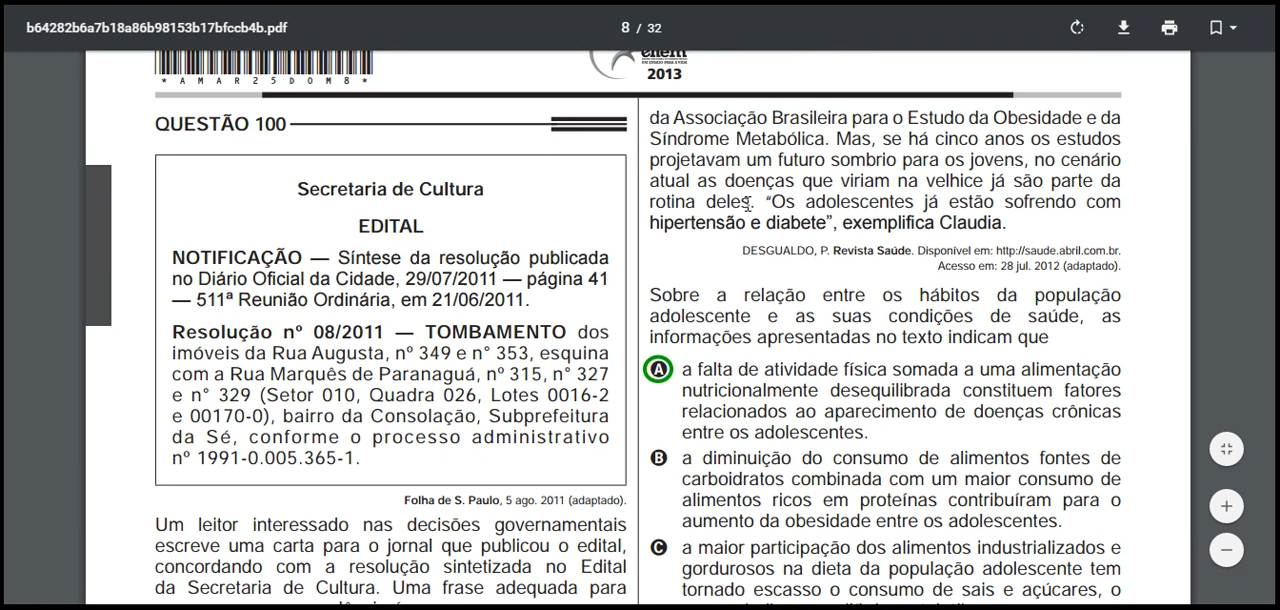 b64282b6a7b18a86b98153b17bfccb4b.pdf
8 / 32
* A M A R 2 5 D O M 8 *
enem
2013
QUESTÃO 100
Secretaria de Cultura
EDITAL
NOTIFICAÇÃO — Síntese da resolução publicada
no Diário Oficial da Cidade, 29/07/2011 — página 41
— 511ª Reunião Ordinária, em 21/06/2011.
Resolução nº 08/2011 — TOMBAMENTO dos
imóveis da Rua Augusta, nº 349 e n° 353, esquina
com a Rua Marquês de Paranaguá, nº 315, n° 327
e n° 329 (Setor 010, Quadra 026, Lotes 0016-2
e 00170-0), bairro da Consolação, Subprefeitura
da Sé, conforme o processo administrativo
nº 1991-0.005.365-1.
Folha de S. Paulo, 5 ago. 2011 (adaptado).
Um leitor interessado nas decisões governamentais
escreve uma carta para o jornal que publicou o edital,
concordando com a resolução sintetizada no Edital
da Secretaria de Cultura. Uma frase adequada para
da Associação Brasileira para o Estudo da Obesidade e da
Síndrome Metabólica. Mas, se há cinco anos os estudos
projetavam um futuro sombrio para os jovens, no cenário
atual as doenças que viriam na velhice já são parte da
rotina deles. “Os adolescentes já estão sofrendo com
hipertensão e diabete”, exemplifica Claudia.
DESGUALDO, P. Revista Saúde. Disponível em: http://saude.abril.com.br.
Acesso em: 28 jul. 2012 (adaptado).
Sobre a relação entre os hábitos da população
adolescente e as suas condições de saúde, as
informações apresentadas no texto indicam que
A a falta de atividade física somada a uma alimentação
nutricionalmente desequilibrada constituem fatores
relacionados ao aparecimento de doenças crônicas
entre os adolescentes.
B a diminuição do consumo de alimentos fontes de
carboidratos combinada com um maior consumo de
alimentos ricos em proteínas contribuíram para o
aumento da obesidade entre os adolescentes.
C a maior participação dos alimentos industrializados e
gordurosos na dieta da população adolescente tem
tornado escasso o consumo de sais e açúcares, o